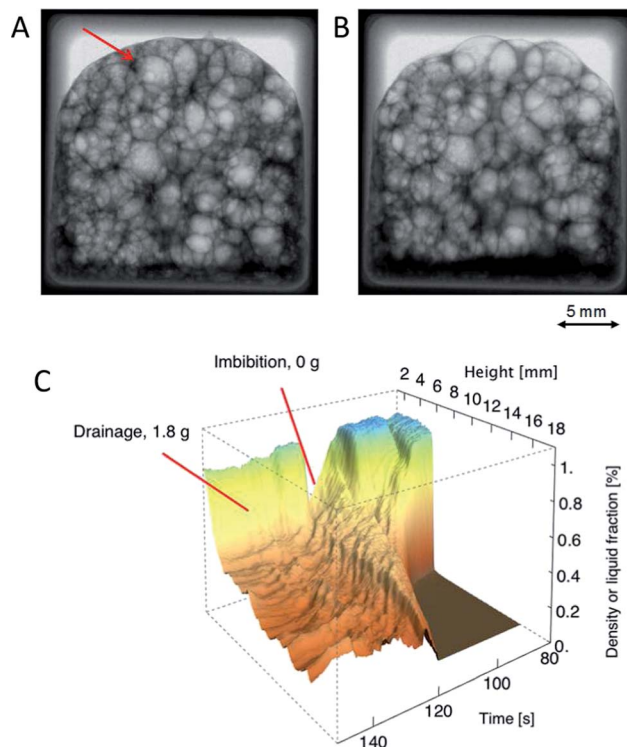 A
B
5 mm
C
Imbibition, 0 g
Drainage, 1.8 g
Height [mm]
2 4 6 8 10 12 14 16 18
1.
0.8
0.6
0.4
0.2
0.
Density or liquid fraction [%]
80
100
120
140
Time [s]